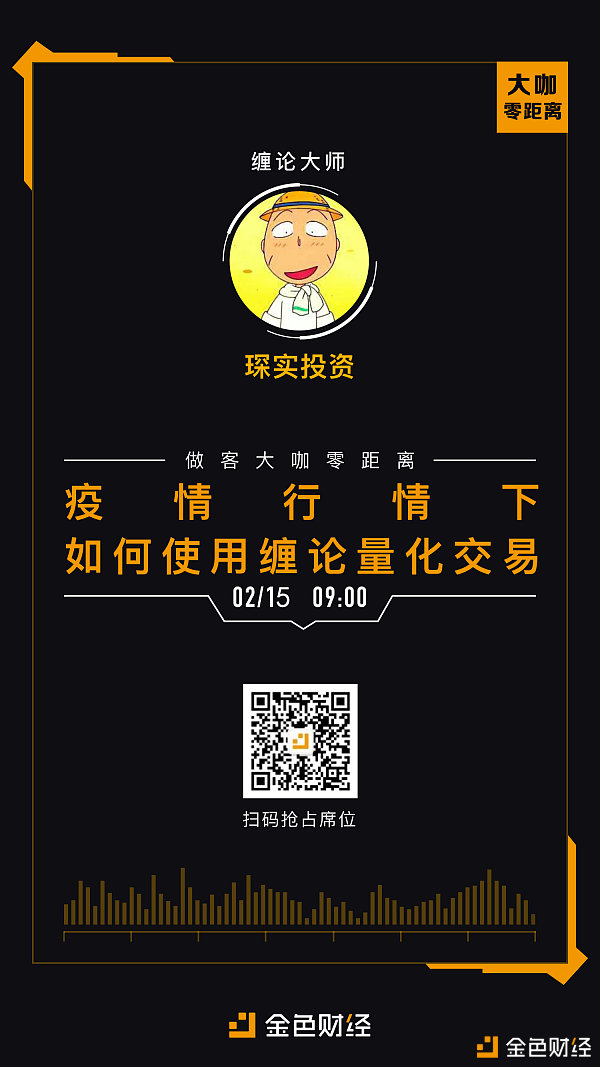 大咖
零距离
缠论大师
琛实投资
做客大咖零距离
疫情行情下
如何使用缠论量化交易
02/15 09:00
扫码抢占席位
金色财经
金色财经